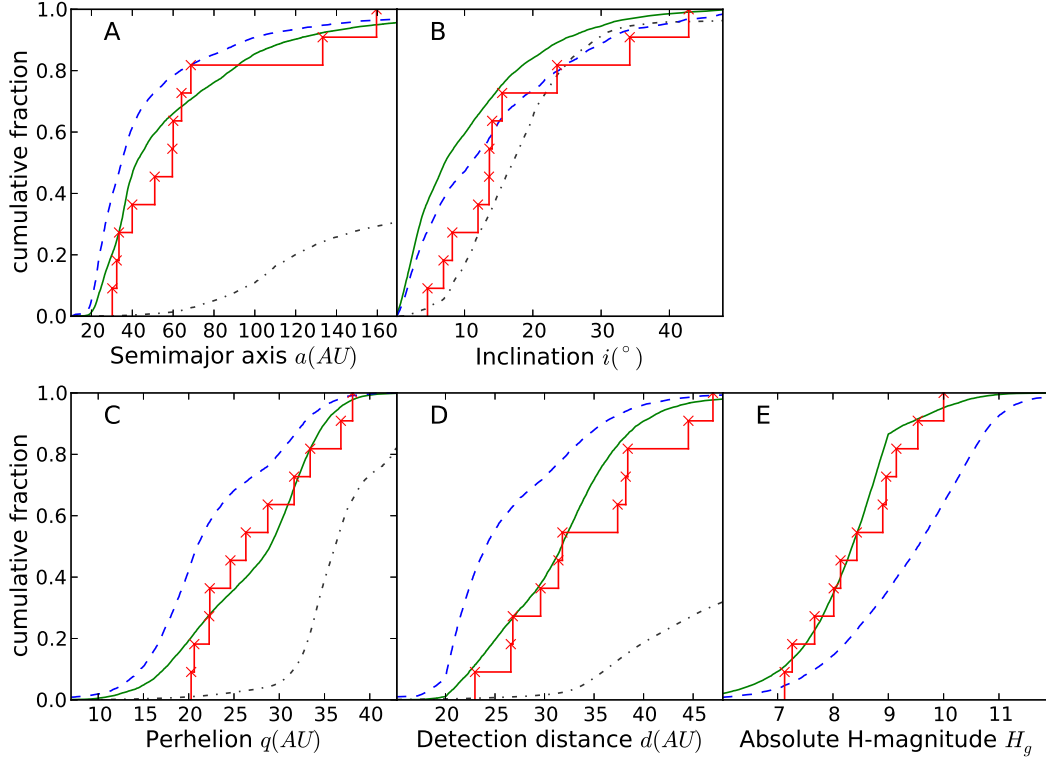 A
B
cumulative fraction
1.0
0.8
0.6
0.4
0.2
0.0
20 40 60 80 100 120 140 160
10 20 30 40
Semimajor axis a(AU)
Inclination i(°)
C
D
E
cumulative fraction
1.0
0.8
0.6
0.4
0.2
0.0
10 15 20 25 30 35 40
20 25 30 35 40 45
7 8 9 10 11
Perhelion q(AU)
Detection distance d(AU)
Absolute H-magnitude H_g